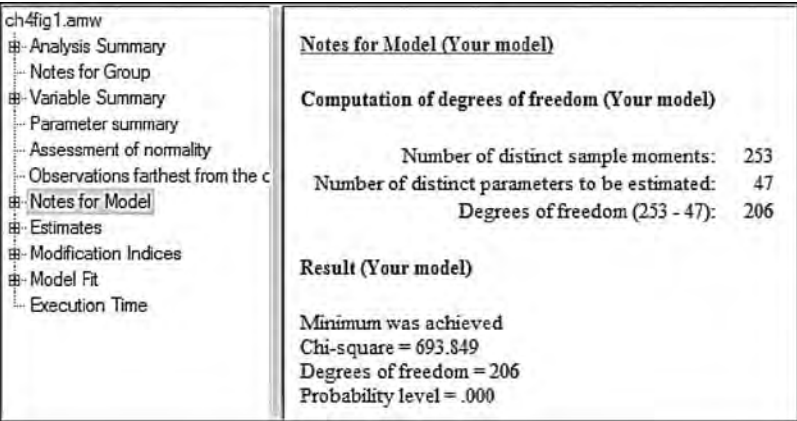 ch4fig1.amw
Analysis Summary
Notes for Group
Variable Summary
Parameter summary
Assessment of normality
Observations farthest from the c
Notes for Model
Estimates
Modification Indices
Model Fit
Execution Time
Notes for Model (Your model)
Computation of degrees of freedom (Your model)
Number of distinct sample moments: 253
Number of distinct parameters to be estimated: 47
Degrees of freedom (253 - 47): 206
Result (Your model)
Minimum was achieved
Chi-square = 693.849
Degrees of freedom = 206
Probability level = .000